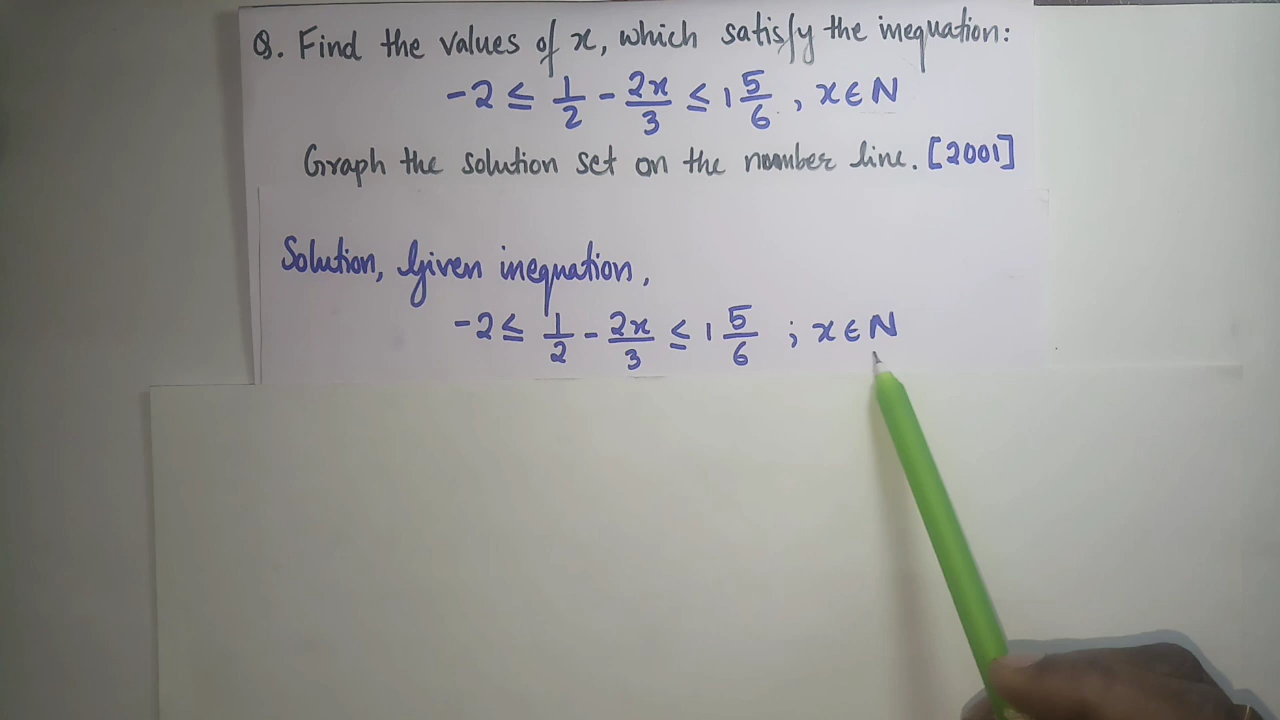 Q. Find the values of x, which satisfy the inequation:
-2 ≤ 1/2 - 2x/3 ≤ 1 5/6 , x ∈ N
Graph the solution set on the number line. [2001]
Solution, Given inequation,
-2 ≤ 1/2 - 2x/3 ≤ 1 5/6 ; x ∈ N